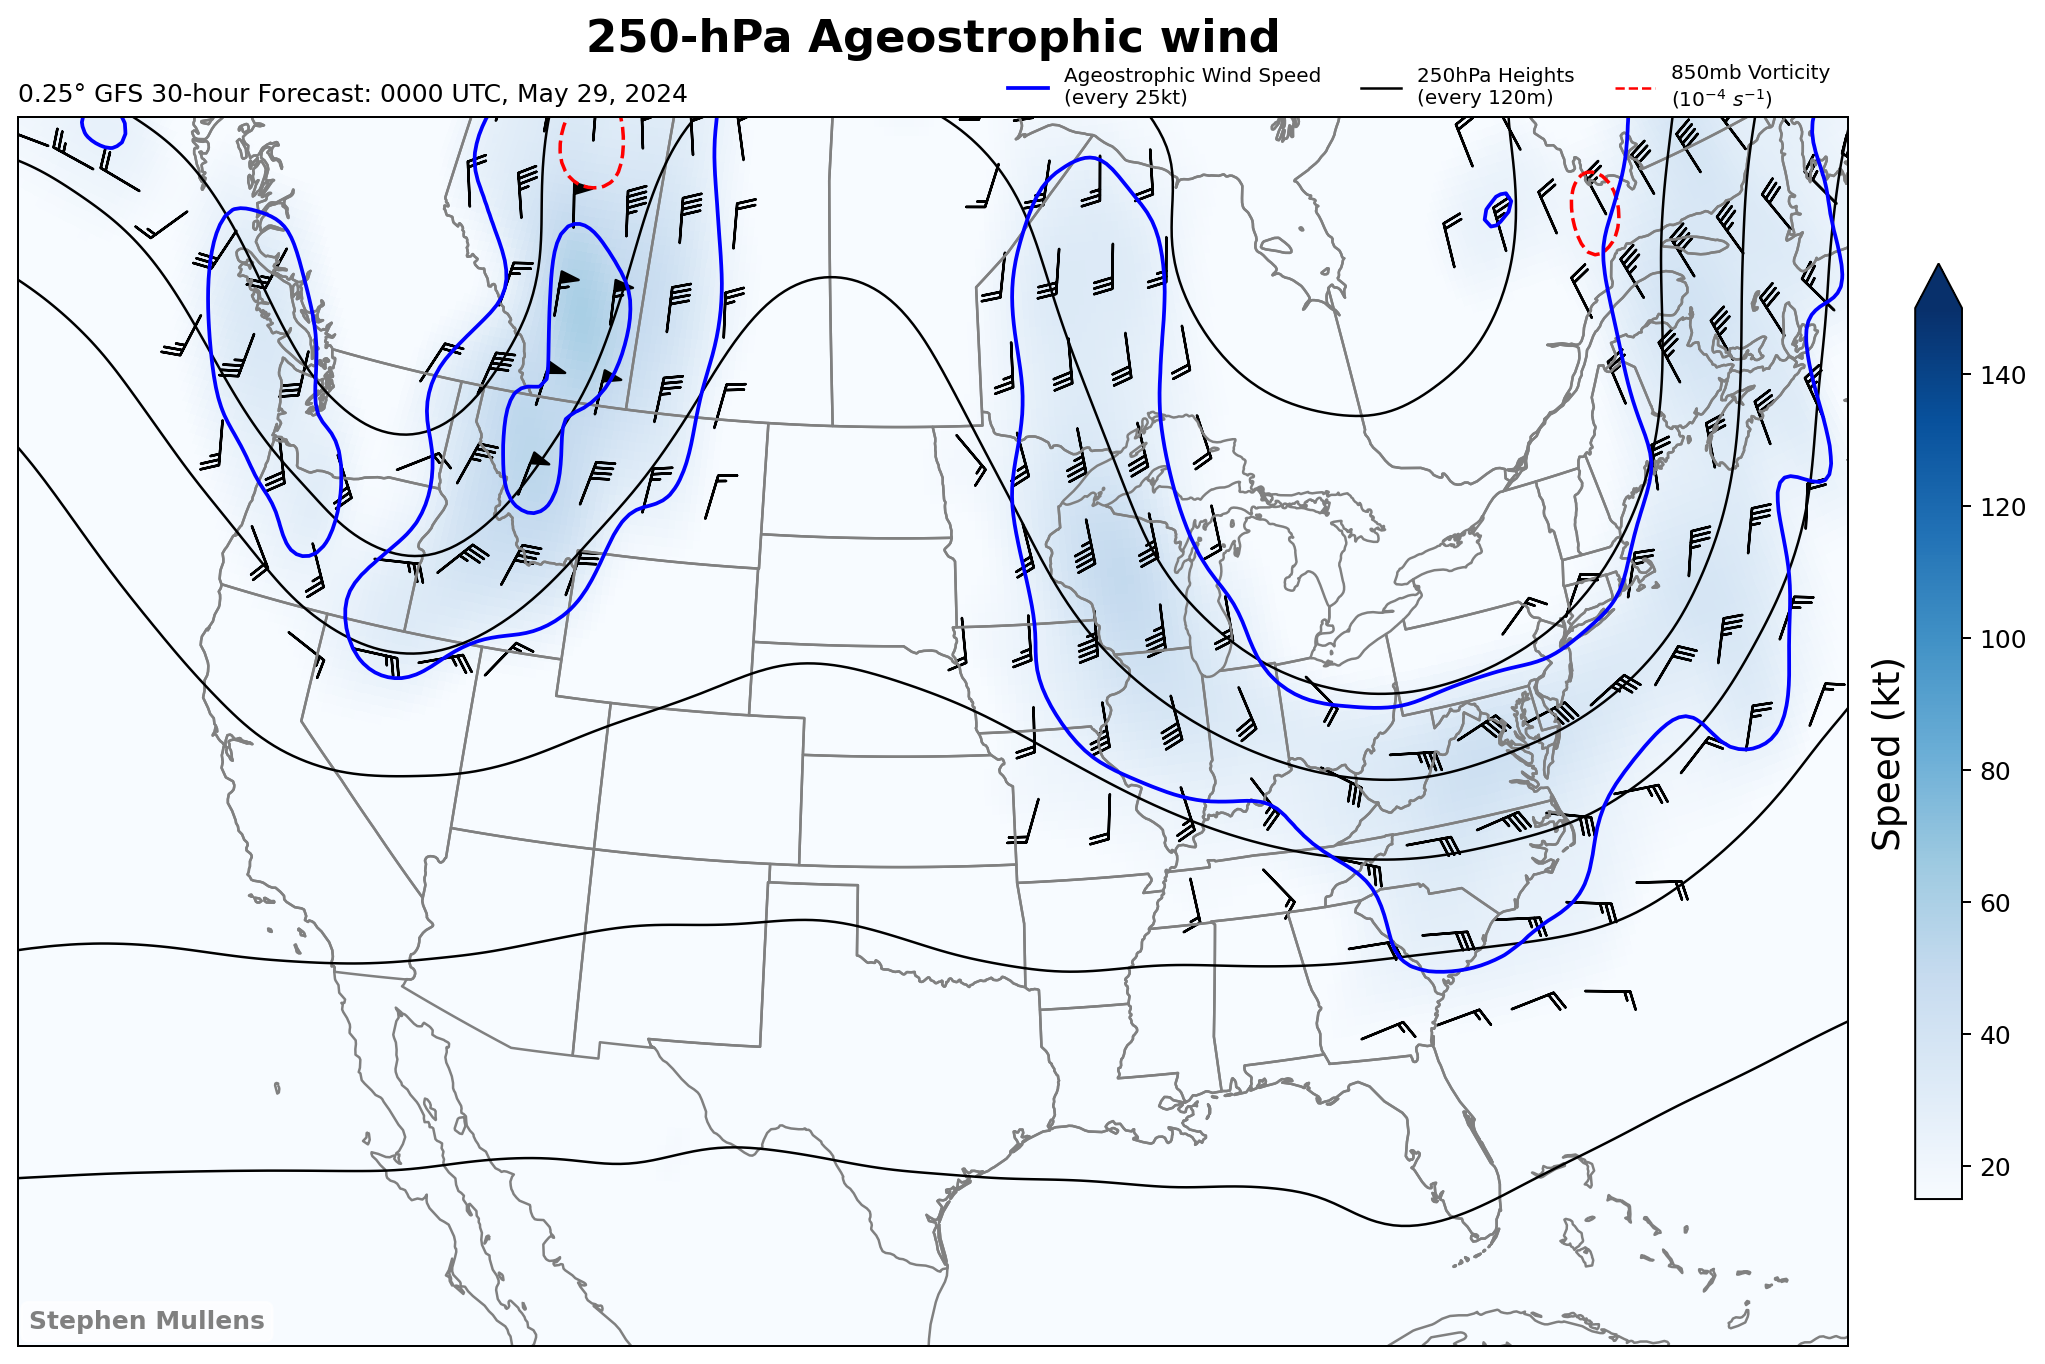 250-hPa Ageostrophic wind
0.25° GFS 30-hour Forecast: 0000 UTC, May 29, 2024
Ageostrophic Wind Speed
(every 25kt)
250hPa Heights
(every 120m)
850mb Vorticity
(10⁻⁴ s⁻¹)
140
120
100
80
60
40
20
Speed (kt)
Stephen Mullens